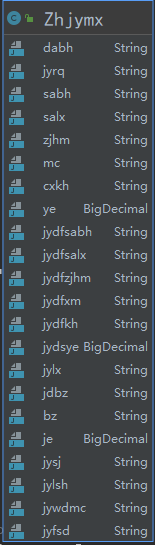 Zhjymx
dabh String
jyrq String
sabh String
salx String
zjhm String
mc String
cxkh String
ye BigDecimal
jydfsabh String
jydfsalx String
jydfzjhm String
jydfxm String
jydfkh String
jydsye BigDecimal
jylx String
jdbz String
bz String
je BigDecimal
jysj String
jylsh String
jywdmc String
jyfsd String